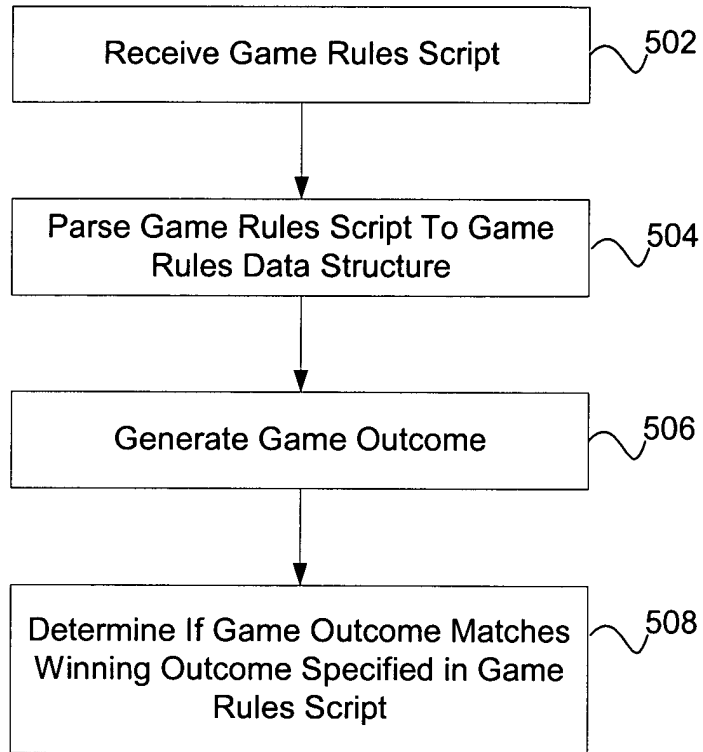 Receive Game Rules Script
502
Parse Game Rules Script To Game
Rules Data Structure
504
Generate Game Outcome
506
Determine If Game Outcome Matches
Winning Outcome Specified in Game
Rules Script
508